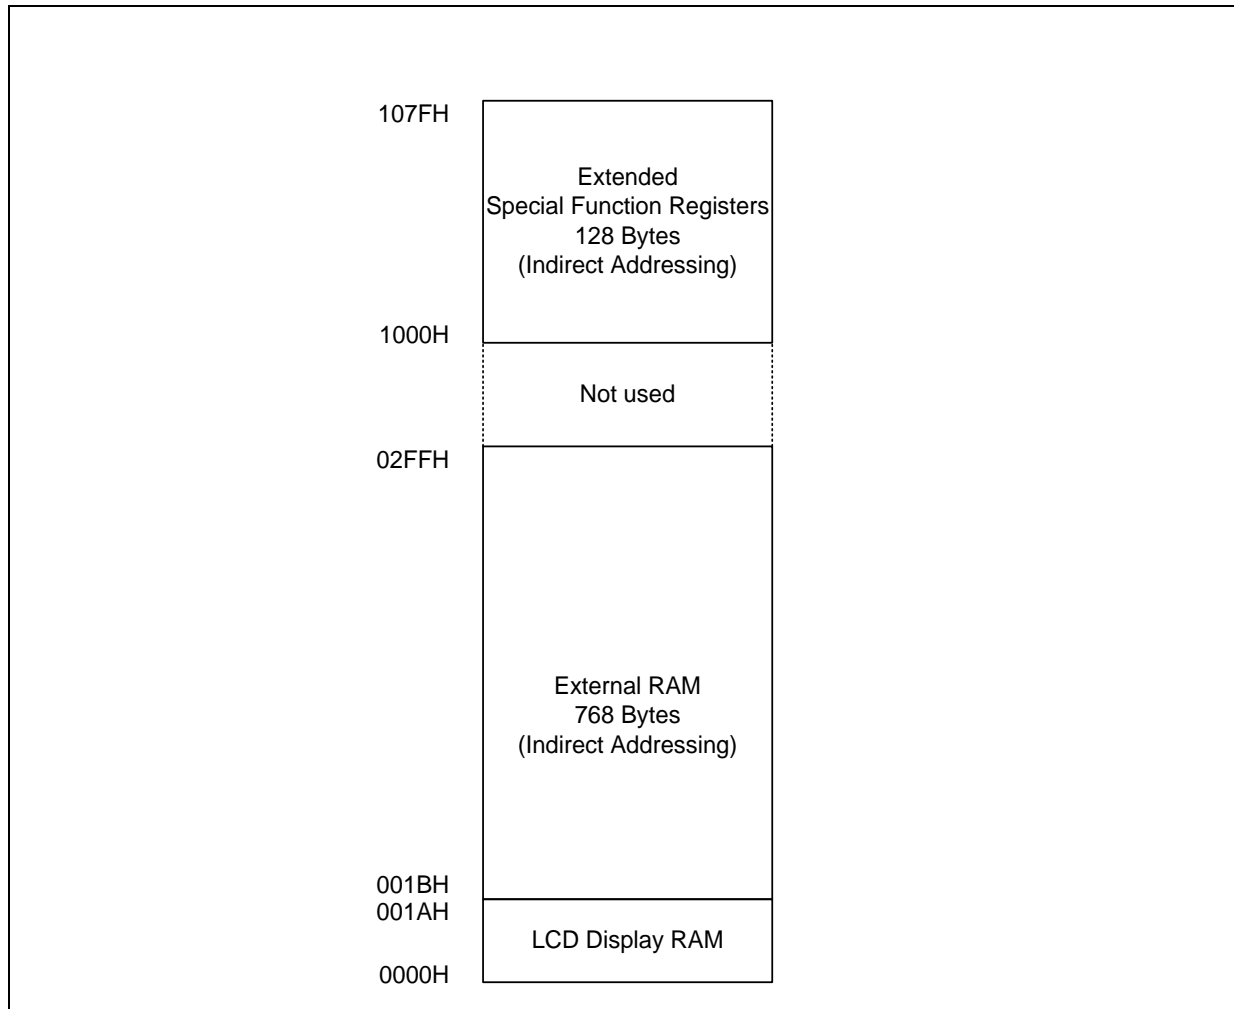 107FH
Extended
Special Function Registers
128 Bytes
(Indirect Addressing)
1000H
Not used
02FFH
External RAM
768 Bytes
(Indirect Addressing)
001BH
001AH
LCD Display RAM
0000H